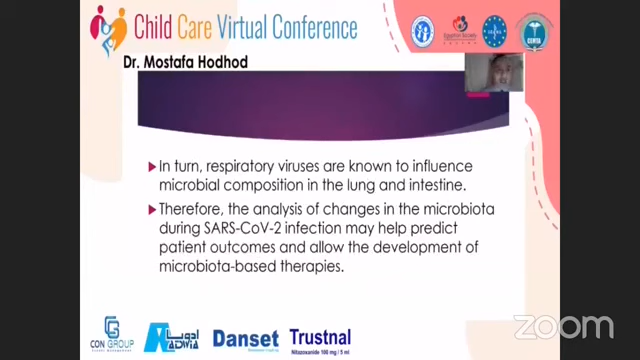 Child Care Virtual Conference
Dr. Mostafa Hodhod
In turn, respiratory viruses are known to influence
microbial composition in the lung and intestine.
Therefore, the analysis of changes in the microbiota
during SARS-CoV-2 infection may help predict
patient outcomes and allow the development of
microbiota-based therapies.
CON GROUP
ادويا
ADWIA
Danset
Trustnal
Nitazoxanide 100 mg / 5 ml
zoom